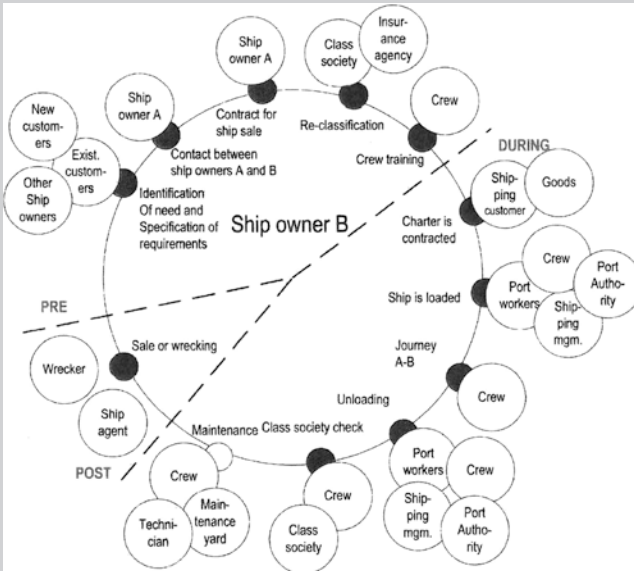 Ship
owner A
Class
society
Insur-
ance
agency
Ship
owner A
Crew
New
custom-
ers
Exist.
custom-
ers
Other
Ship
owners
Contract for
ship sale
Re-classification
Crew training
DURING
Contact between
ship owners A and B
Identification
Of need and
Specification of
requirements
Ship owner B
Ship-
ping
customer
Goods
Charter is
contracted
Ship is loaded
Port
workers
Crew
Port
Autho-
rity
Ship-
ping
mgm.
PRE
Sale or wrecking
Wrecker
Ship
agent
POST
Journey
A-B
Crew
Unloading
Maintenance
Class society check
Crew
Techni-
cian
Main-
tenance
yard
Crew
Class
society
Port
workers
Crew
Ship-
ping
mgm.
Port
Autho-
rity